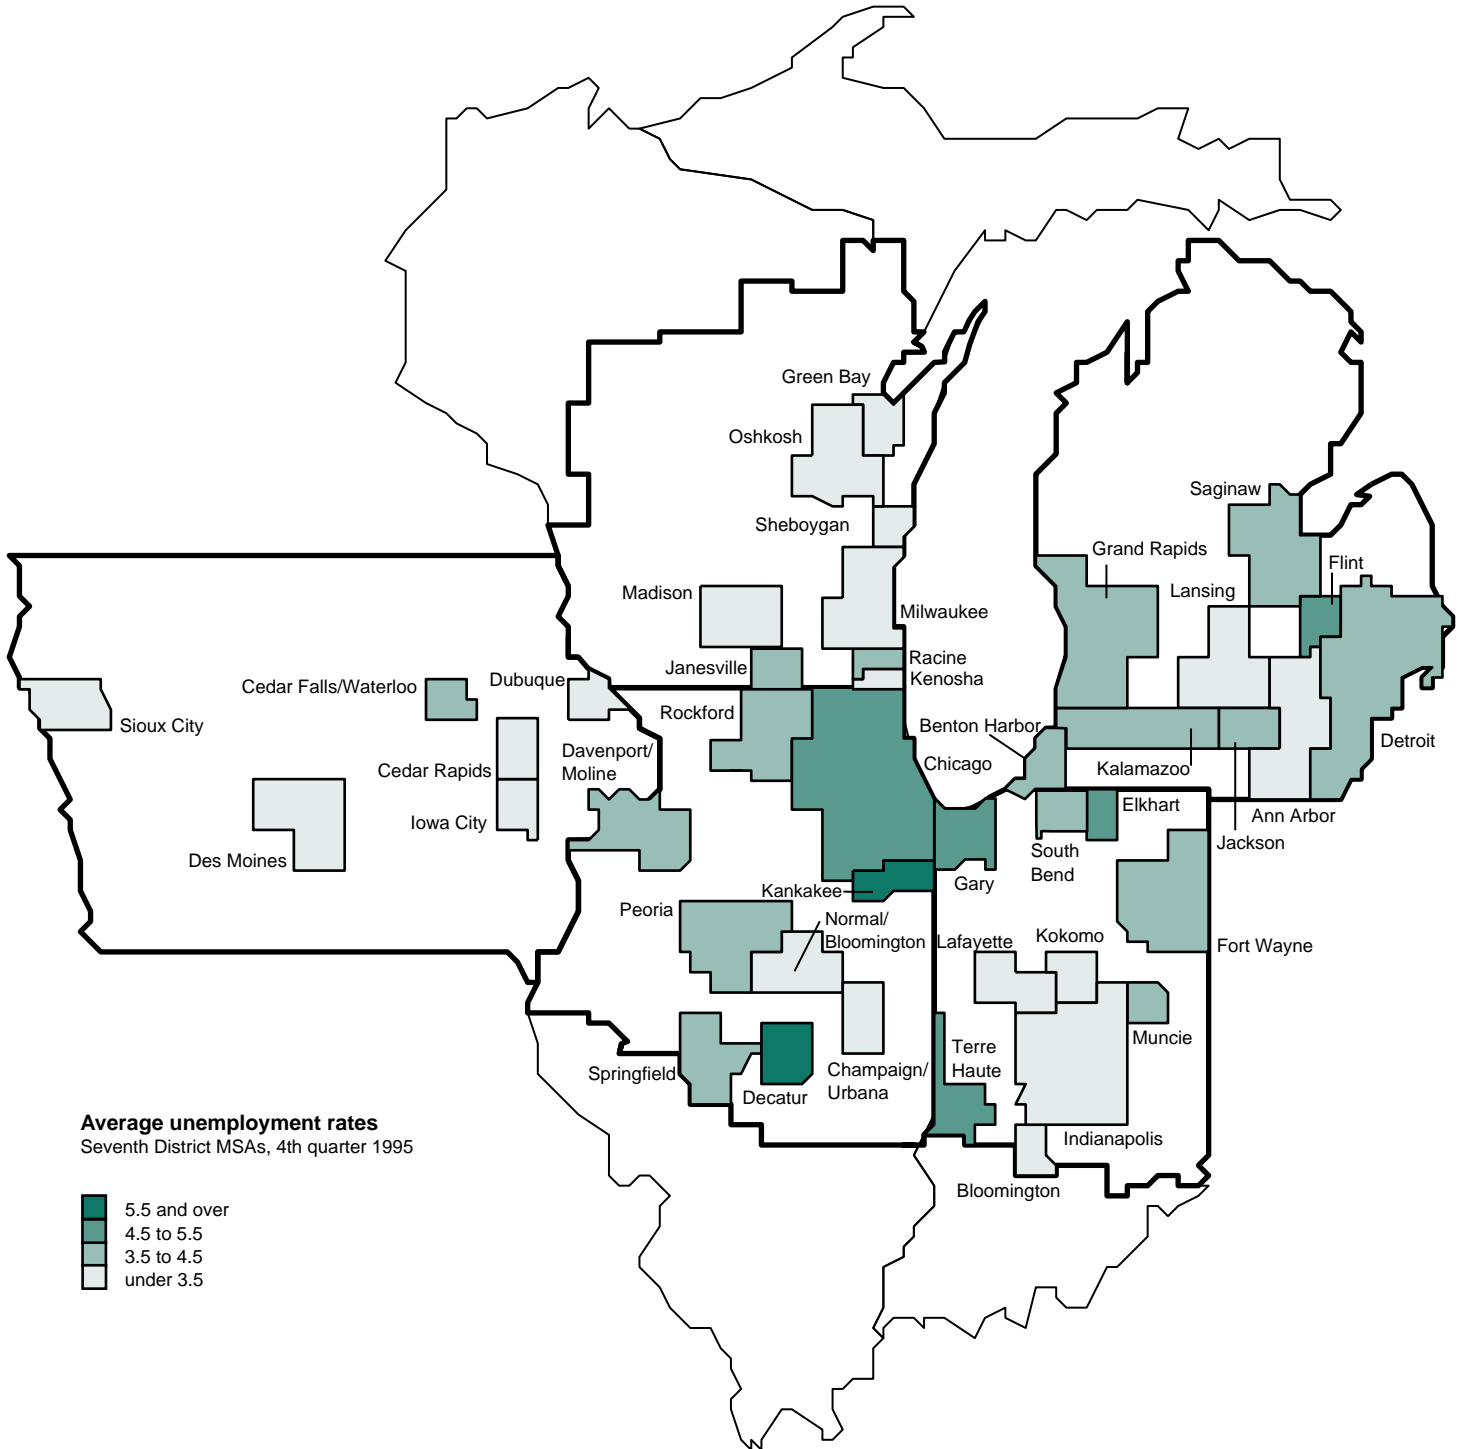 Green Bay
Oshkosh
Saginaw
Sheboygan
Grand Rapids
Flint
Madison
Lansing
Milwaukee
Janesville
Racine
Kenosha
Dubuque
Cedar Falls/Waterloo
Sioux City
Rockford
Benton Harbor
Detroit
Davenport/
Moline
Chicago
Kalamazoo
Cedar Rapids
Elkhart
Iowa City
Ann Arbor
Jackson
Des Moines
South
Bend
Gary
Kankakee
Peoria
Normal/
Bloomington
Lafayette
Kokomo
Fort Wayne
Muncie
Terre
Haute
Springfield
Champaign/
Urbana
Decatur
Indianapolis
Bloomington
Average unemployment rates
Seventh District MSAs, 4th quarter 1995
5.5 and over
4.5 to 5.5
3.5 to 4.5
under 3.5